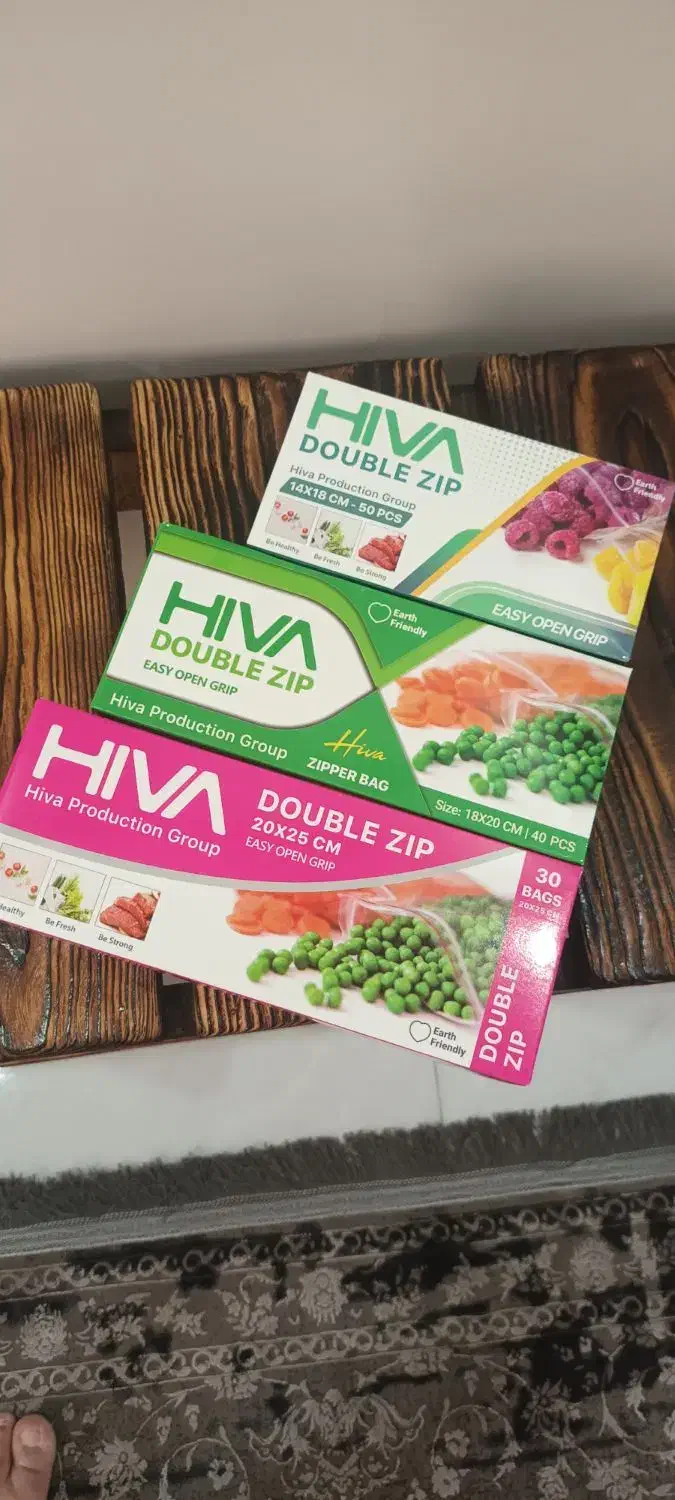 HIVA
DOUBLE ZIP
Hiva Production Group
14X18 CM - 50 PCS
Be Healthy
Be Fresh
Be Strong
Earth
Friendly
EASY OPEN GRIP
HIVA
DOUBLE ZIP
EASY OPEN GRIP
Earth
Friendly
Hiva Production Group
Hiva
ZIPPER BAG
Size: 18X20 CM | 40 PCS
HIVA
Hiva Production Group
DOUBLE ZIP
20X25 CM
EASY OPEN GRIP
Healthy
Be Fresh
Be Strong
Earth
Friendly
30
BAGS
20X25 CM
DOUBLE
ZIP